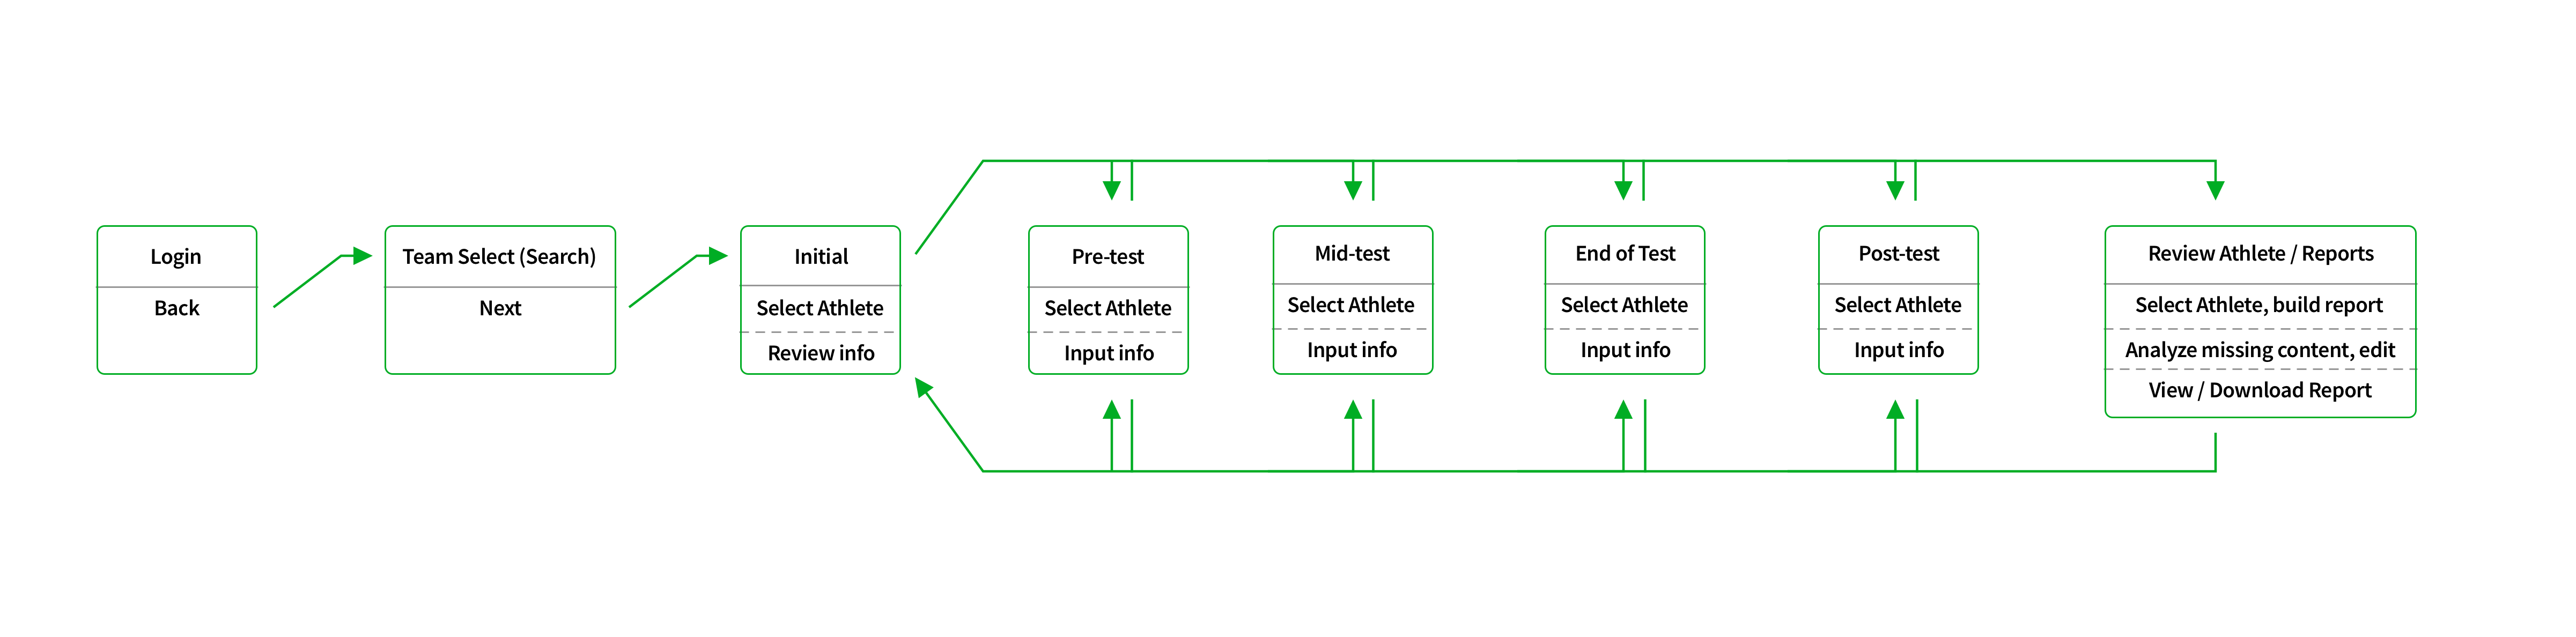 Login
Back
Team Select (Search)
Next
Initial
Select Athlete
Review info
Pre-test
Select Athlete
Input info
Mid-test
Select Athlete
Input info
End of Test
Select Athlete
Input info
Post-test
Select Athlete
Input info
Review Athlete / Reports
Select Athlete, build report
Analyze missing content, edit
View / Download Report